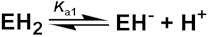 EH₂ Kₐ₁ ⇌ EH⁻ + H⁺